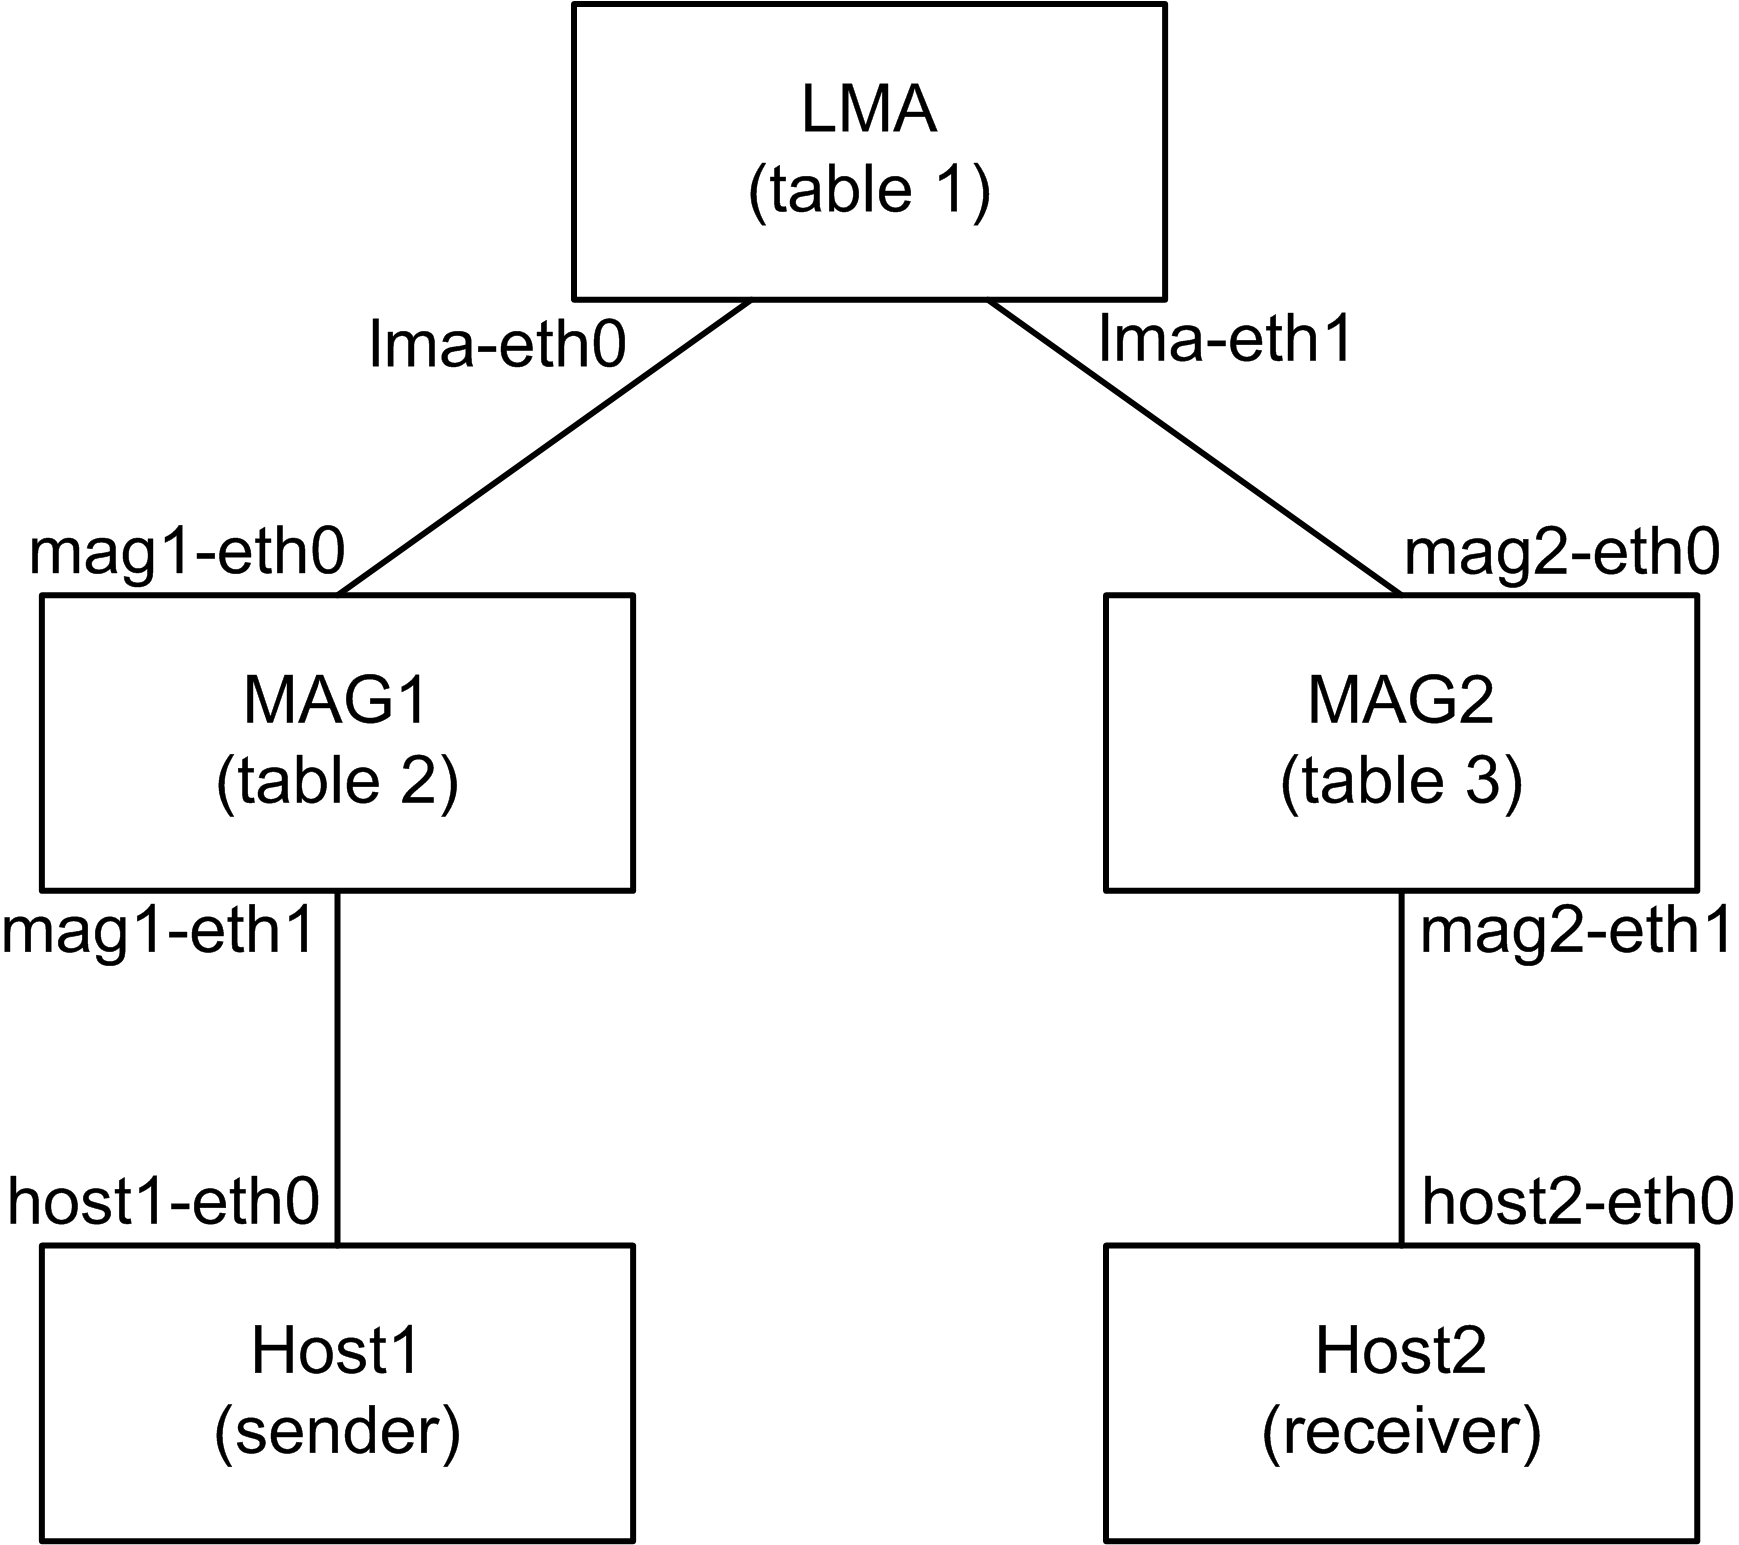 LMA
(table 1)
lma-eth0
lma-eth1
mag1-eth0
mag2-eth0
MAG1
(table 2)
MAG2
(table 3)
mag1-eth1
mag2-eth1
host1-eth0
host2-eth0
Host1
(sender)
Host2
(receiver)